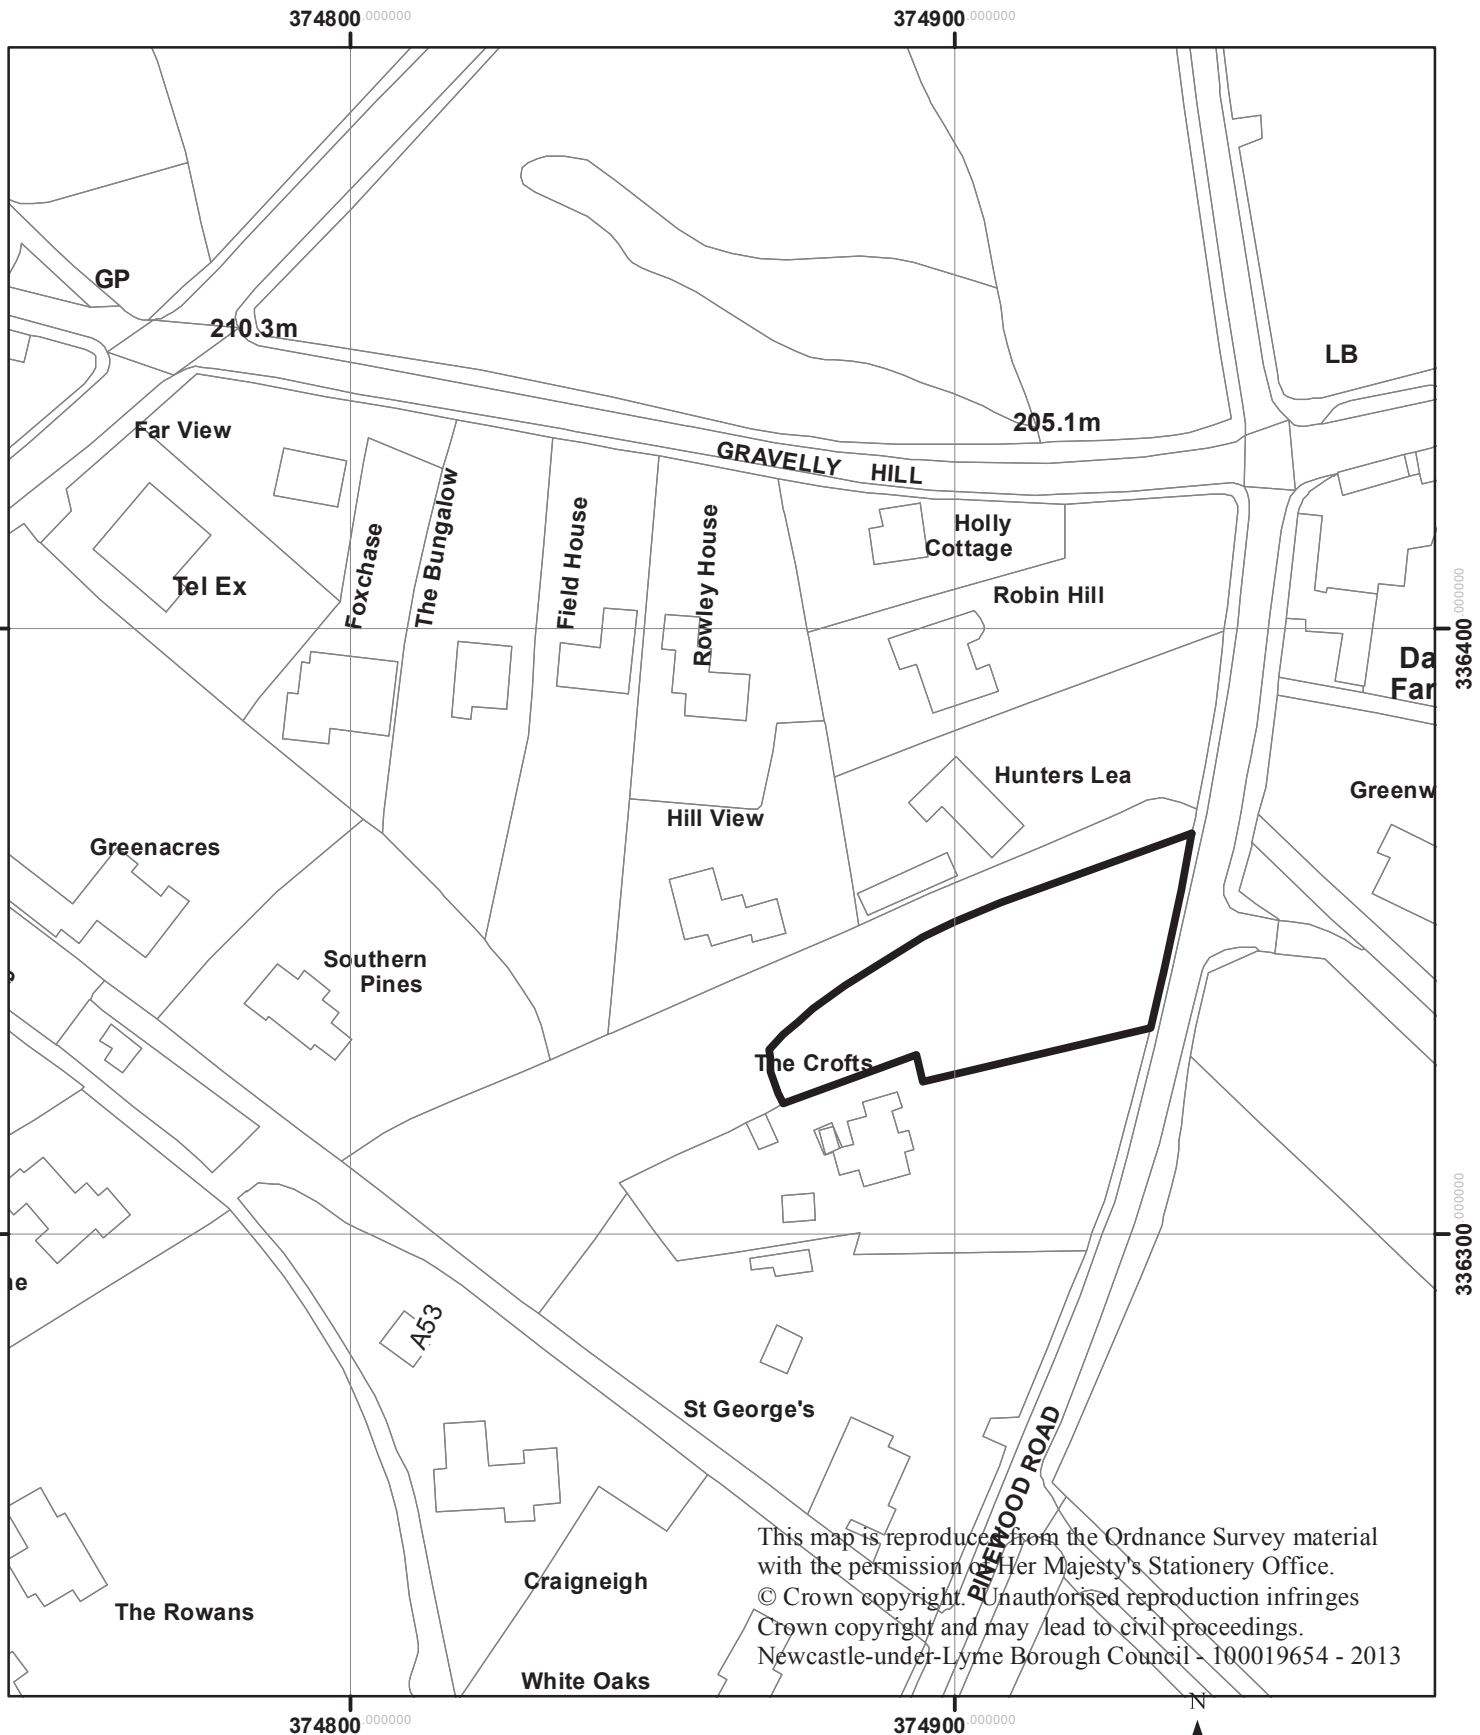 374800.000000
374900.000000
GP
210.3m
LB
Far View
205.1m
GRAVELLY HILL
Holly
Cottage
Tel Ex
Foxchase
The Bungalow
Field House
Rowley House
Robin Hill
336400.000000
Da
Far
Hunters Lea
Greenw
Hill View
Greenacres
Southern
Pines
The Crofts
336300.000000
A53
St George's
PINEWOOD ROAD
Craigneigh
The Rowans
White Oaks
This map is reproduced from the Ordnance Survey material
with the permission of Her Majesty's Stationery Office.
© Crown copyright. Unauthorised reproduction infringes
Crown copyright and may lead to civil proceedings.
Newcastle-under-Lyme Borough Council - 100019654 - 2013
N
374800.000000
374900.000000